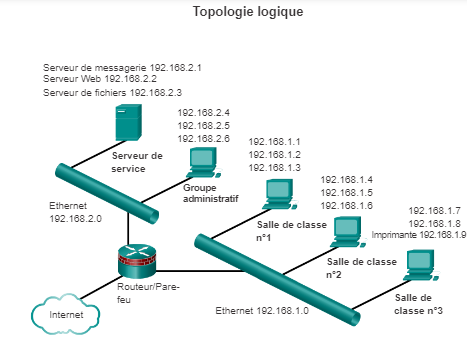 Topologie logique
Serveur de messagerie 192.168.2.1
Serveur Web 192.168.2.2
Serveur de fichiers 192.168.2.3
192.168.2.4
192.168.2.5
192.168.2.6
Serveur de
service
Groupe
administratif
192.168.1.1
192.168.1.2
192.168.1.3
192.168.1.4
192.168.1.5
192.168.1.6
192.168.1.7
192.168.1.8
Imprimante 192.168.1.9
Ethernet
192.168.2.0
Salle de classe
n°1
Salle de classe
n°2
Salle de
classe n°3
Routeur/Pare-
feu
Internet
Ethernet 192.168.1.0